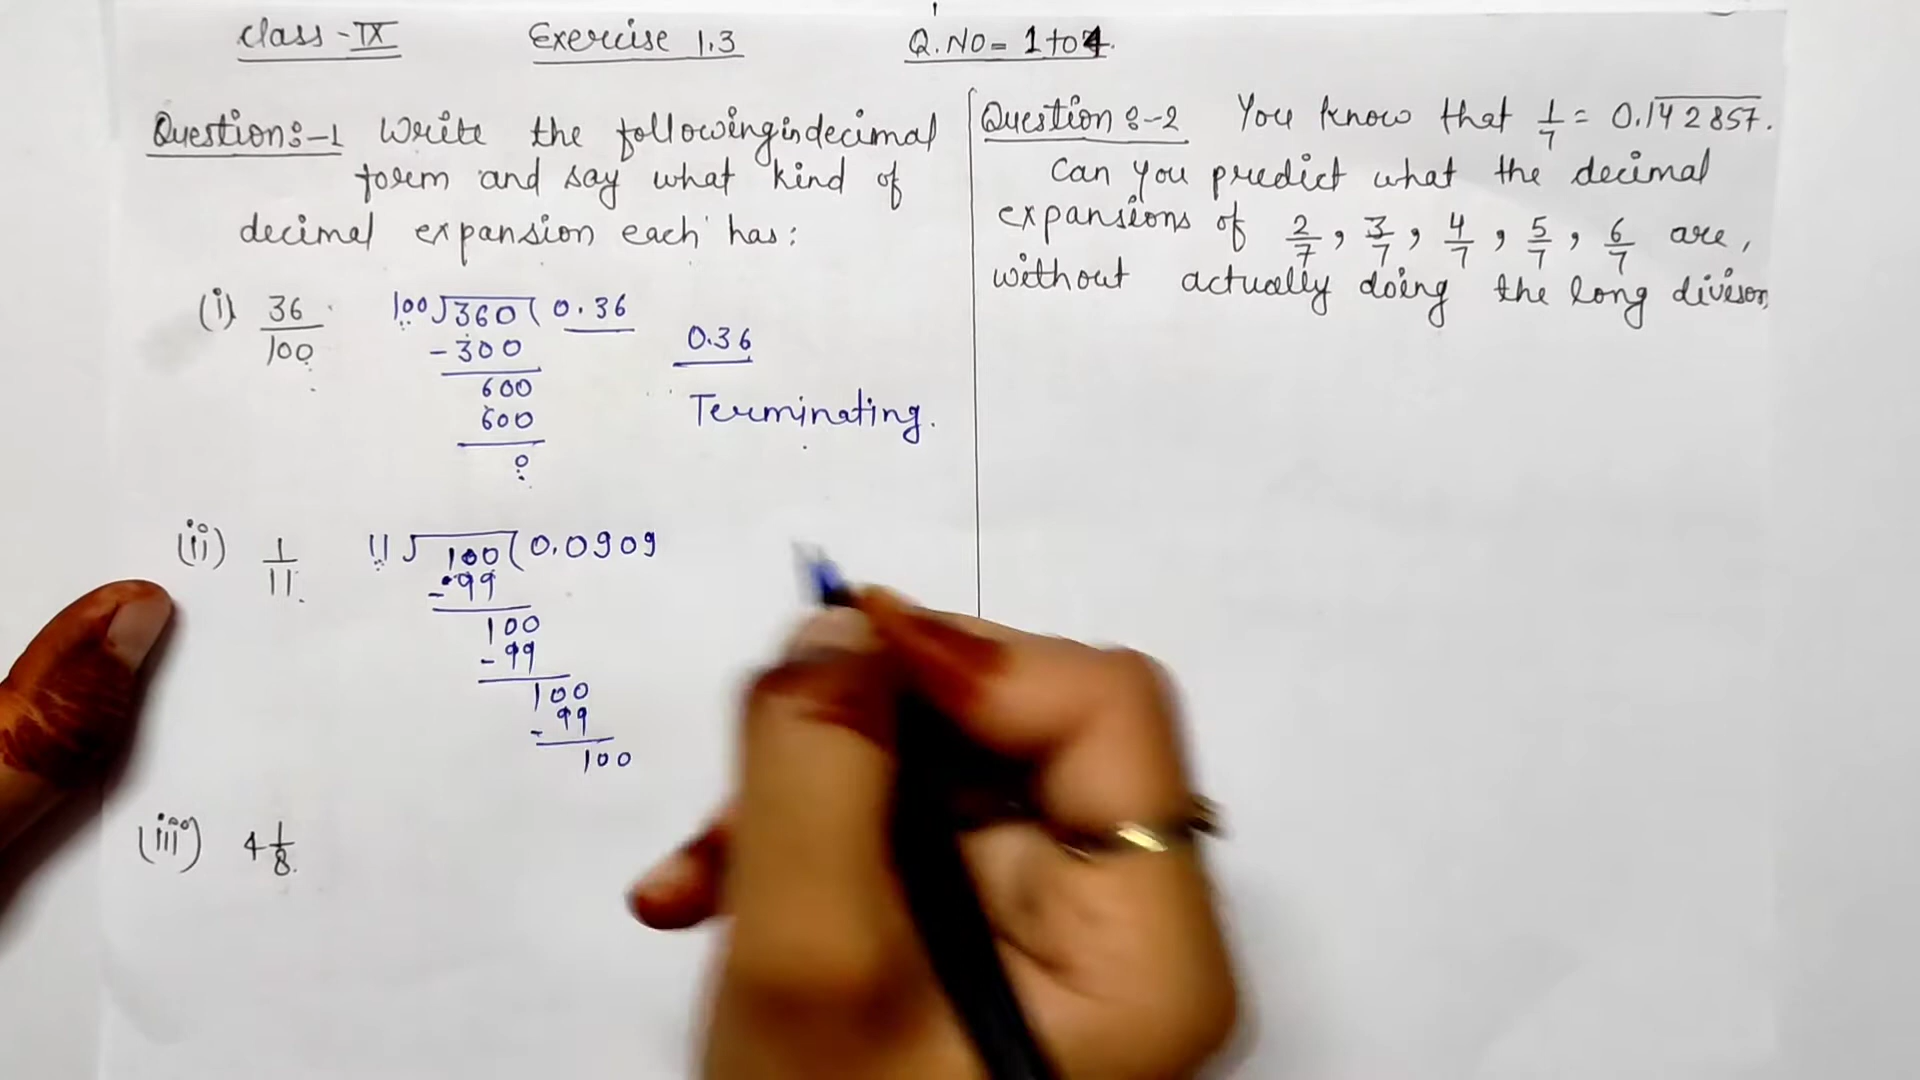 Class - IX Exercise 1.3 Q.NO = 1 to 4.
Question:-1 Write the following in decimal
form and say what kind of
decimal expansion each has:
(i) 36/100 100)360(0.36
-300
600
600
0
0.36
Terminating.
(ii) 1/11 11)100(0.0909
-99
100
-99
100
-99
100
(iii) 4 1/8
Question:-2 You know that 1/7 = 0.142857.
Can you predict what the decimal
expansions of 2/7, 3/7, 4/7, 5/7, 6/7 are,
without actually doing the long divison